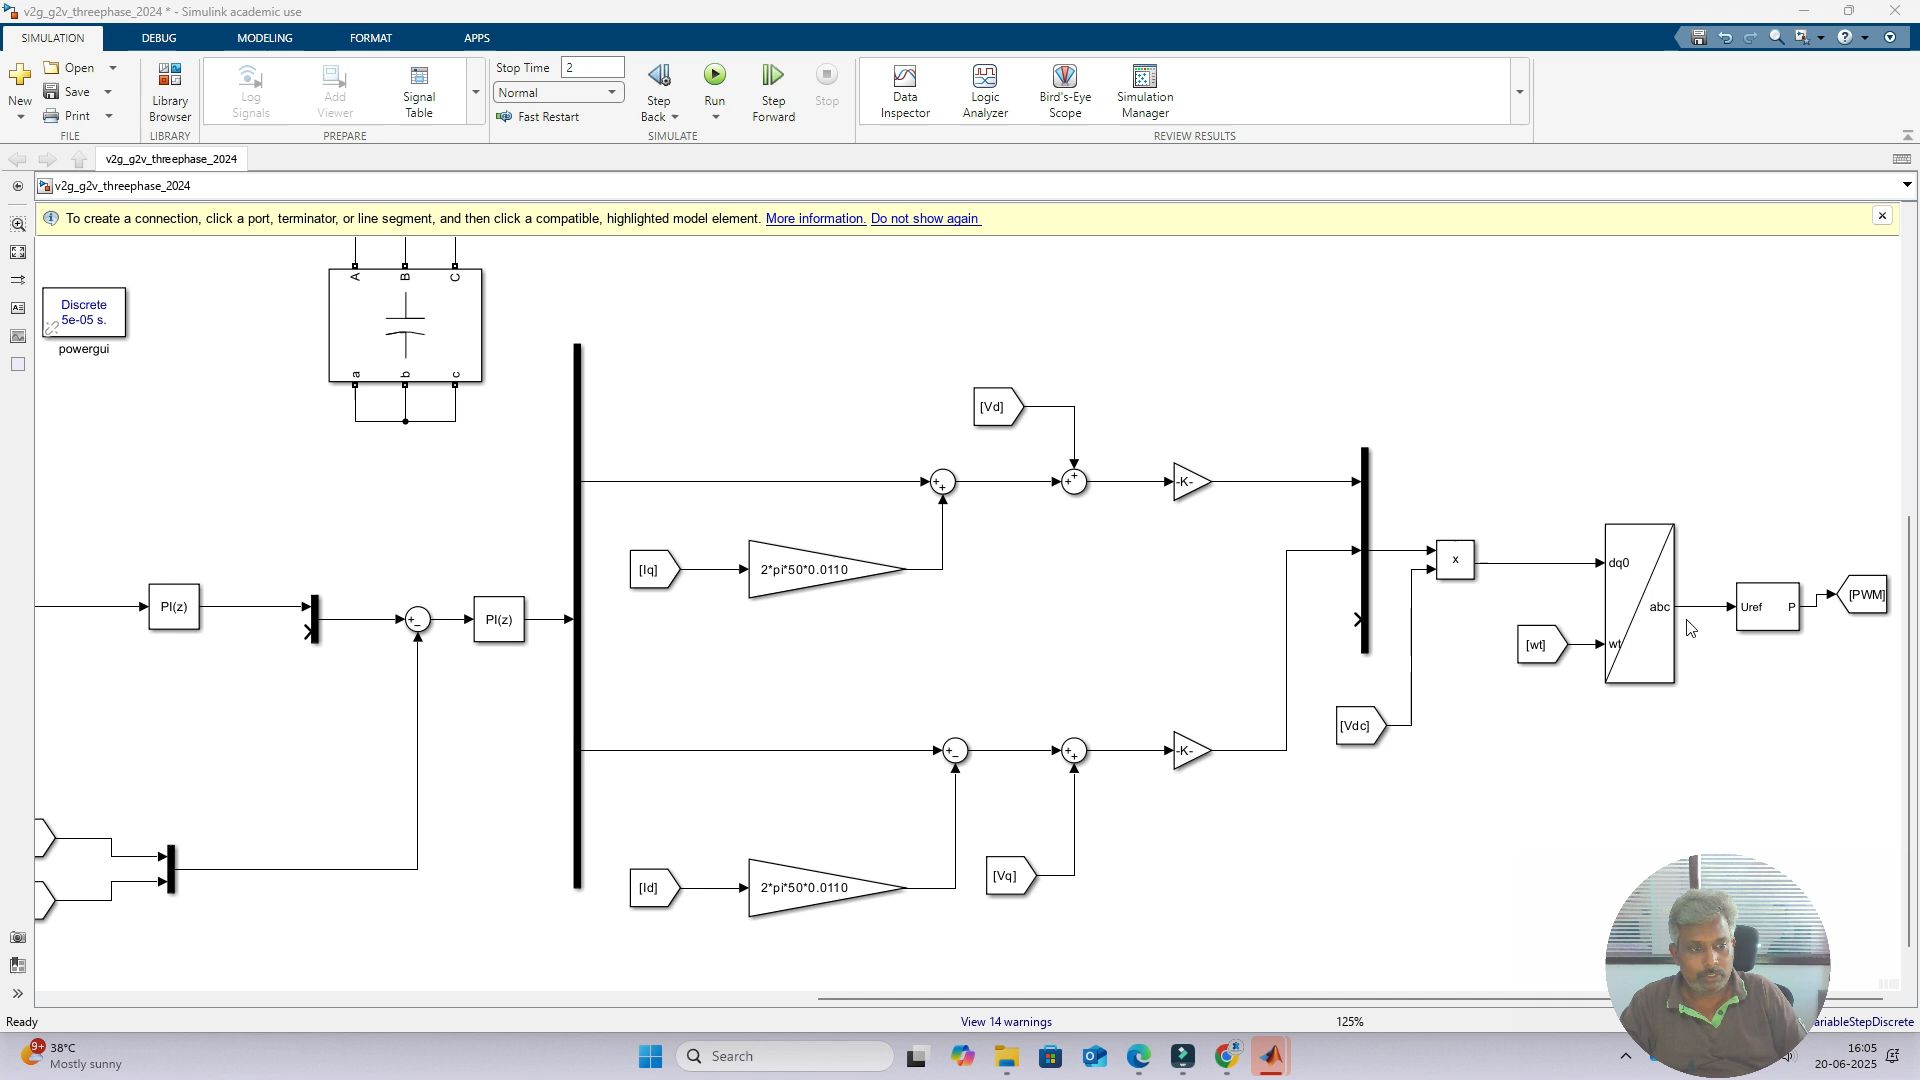 v2g_g2v_threephase_2024 * - Simulink academic use
SIMULATION DEBUG MODELING FORMAT APPS
New
Open
Save
Print
FILE
Library Browser
LIBRARY
Log Signals
Add Viewer
Signal Table
PREPARE
Stop Time 2
Normal
Fast Restart
Step Back
Run
Step Forward
Stop
SIMULATE
Data Inspector
Logic Analyzer
Bird's-Eye Scope
Simulation Manager
REVIEW RESULTS
v2g_g2v_threephase_2024
v2g_g2v_threephase_2024
To create a connection, click a port, terminator, or line segment, and then click a compatible, highlighted model element. More information. Do not show again
A B C
Discrete
5e-05 s.
powergui
a b c
[Vd]
-K-
[Iq]
2*pi*50*0.0110
x
dq0
abc
wt
PI(z)
PI(z)
[wt]
Uref P
[PWM]
[Vdc]
-K-
[Id]
2*pi*50*0.0110
[Vq]
Ready
View 14 warnings
125%
ariableStepDiscrete
9+
38°C
Mostly sunny
Search
16:05
20-06-2025